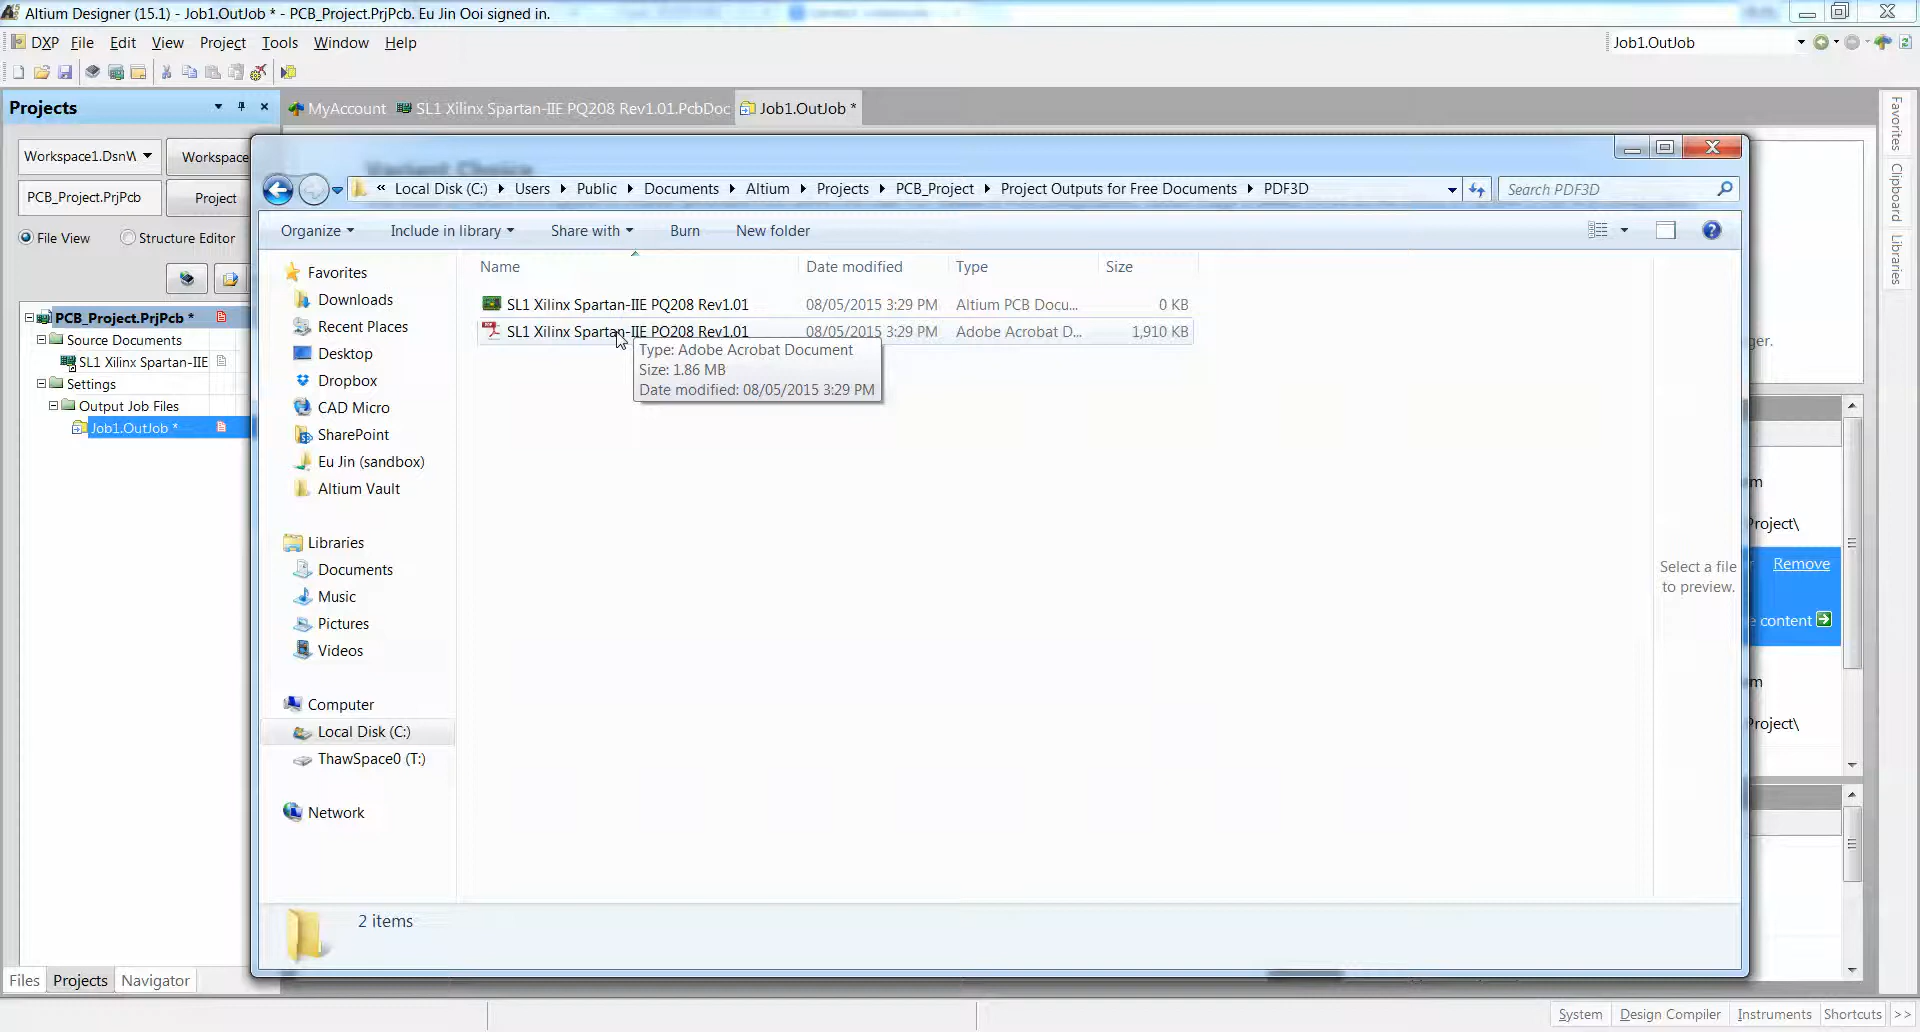 Altium Designer (15.1) - Job1.OutJob * - PCB_Project.PrjPcb. Eu Jin Ooi signed in.
DXP File Edit View Project Tools Window Help
Job1.OutJob
Projects
MyAccount SL1 Xilinx Spartan-IIE PQ208 Rev1.01.PcbDoc Job1.OutJob *
Workspace1.DsnW Workspace
PCB_Project.PrjPcb Project
File View Structure Editor
PCB_Project.PrjPcb *
Source Documents
SL1 Xilinx Spartan-IIE
Settings
Output Job Files
Job1.OutJob *
Files Projects Navigator
Variant Choice
« Local Disk (C:) Users Public Documents Altium Projects PCB_Project Project Outputs for Free Documents PDF3D
Search PDF3D
Organize Include in library Share with Burn New folder
Favorites
Downloads
Recent Places
Desktop
Dropbox
CAD Micro
SharePoint
Eu Jin (sandbox)
Altium Vault
Libraries
Documents
Music
Pictures
Videos
Computer
Local Disk (C:)
ThawSpace0 (T:)
Network
Name Date modified Type Size
SL1 Xilinx Spartan-IIE PQ208 Rev1.01 08/05/2015 3:29 PM Altium PCB Docu... 0 KB
SL1 Xilinx Spartan-IIE PQ208 Rev1.01 08/05/2015 3:29 PM Adobe Acrobat D... 1,910 KB
Type: Adobe Acrobat Document
Size: 1.86 MB
Date modified: 08/05/2015 3:29 PM
Select a file
to preview.
2 items
ger.
m
Project\
Remove
e content
m
Project\
Favorites
Clipboard
Libraries
System Design Compiler Instruments Shortcuts >>